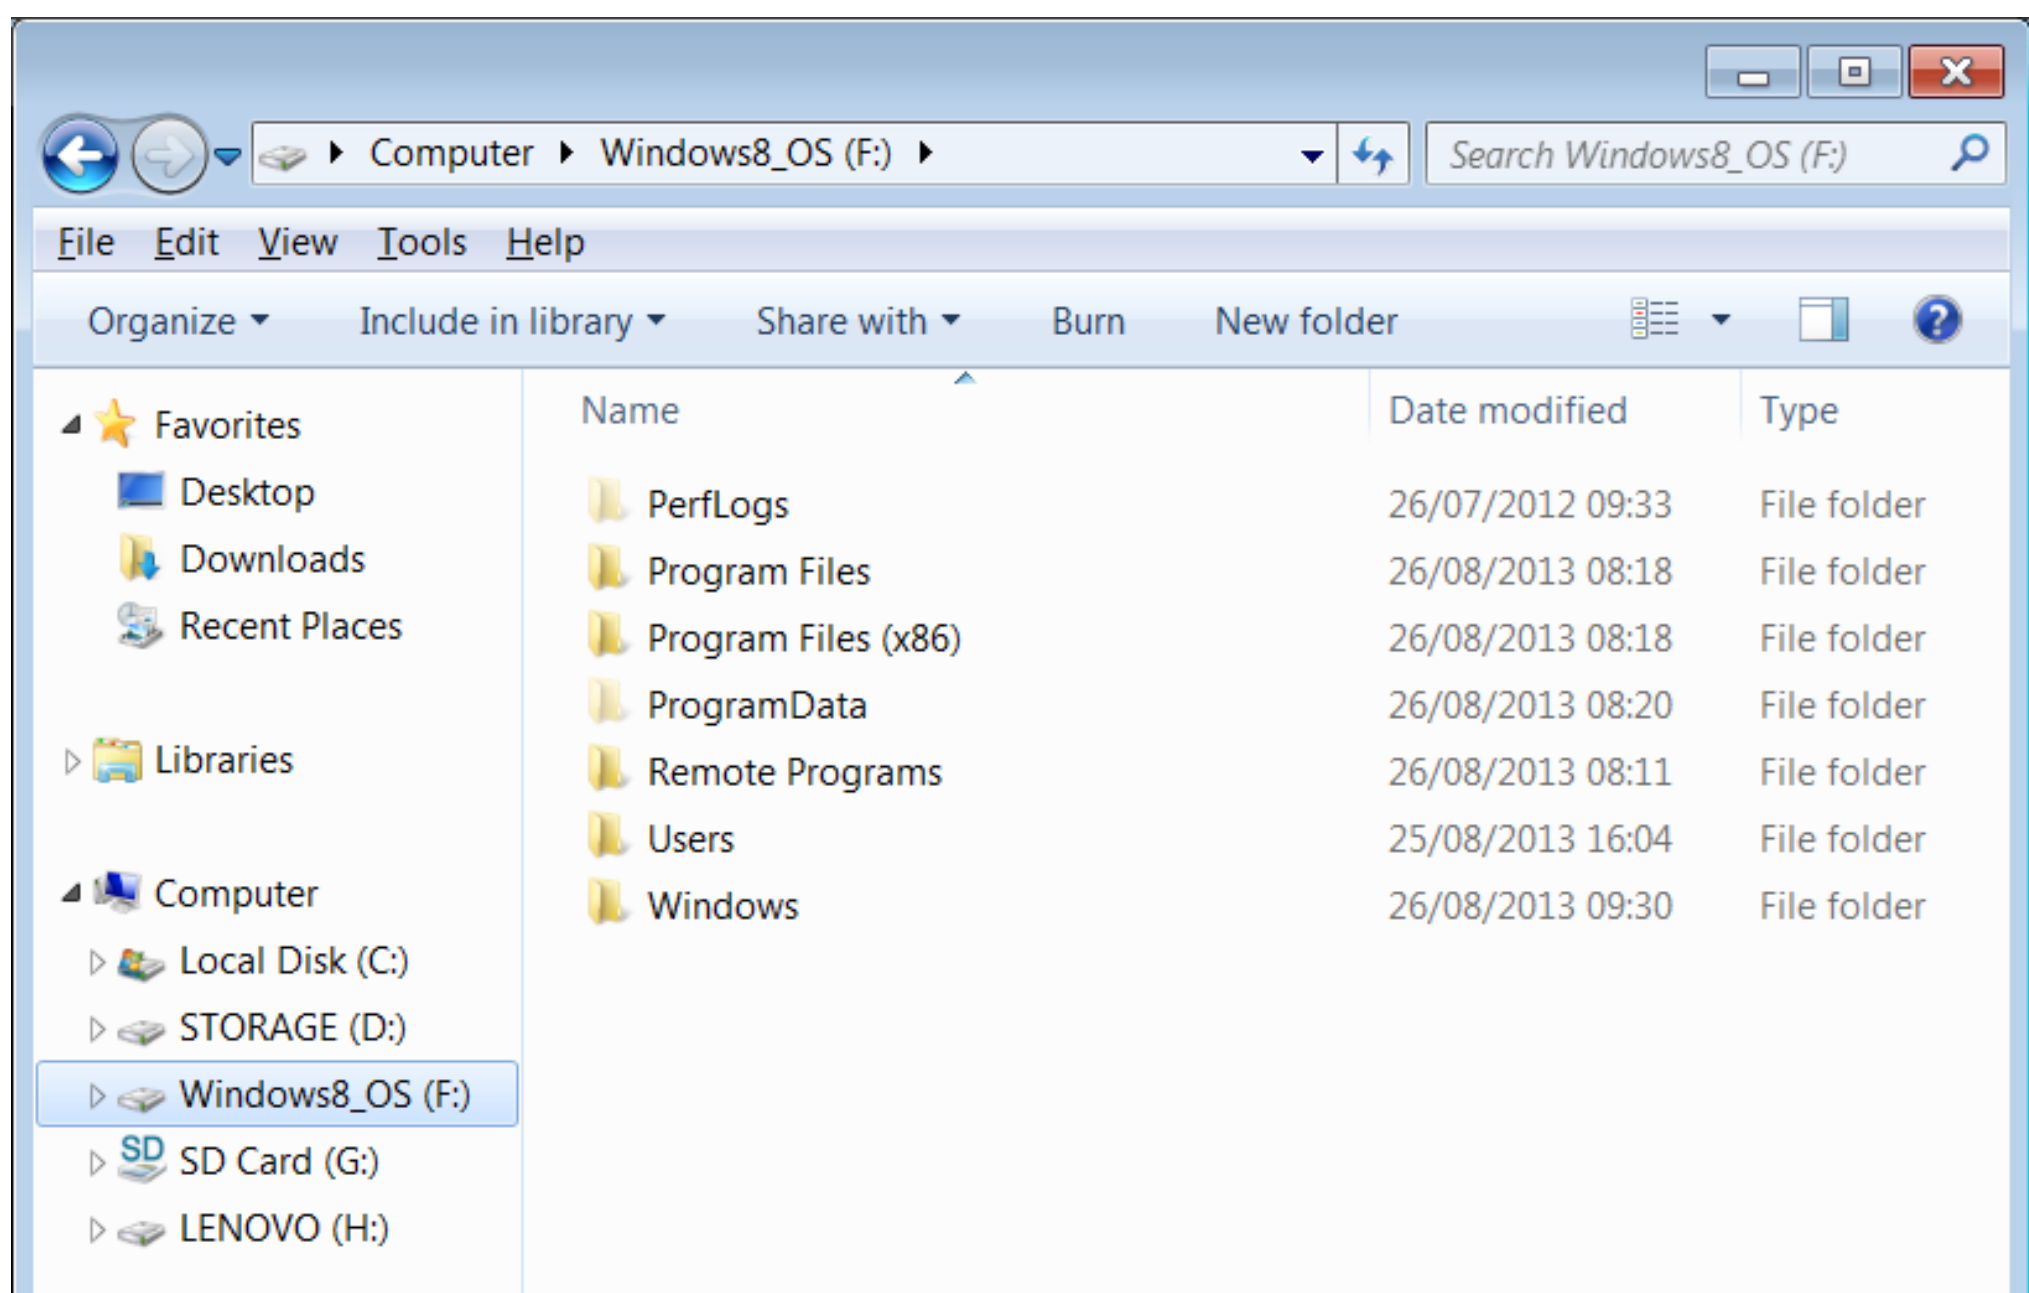 Computer Windows8_OS (F:) Search Windows8_OS (F:)
File Edit View Tools Help
Organize Include in library Share with Burn New folder
Favorites
Desktop
Downloads
Recent Places
Libraries
Computer
Local Disk (C:)
STORAGE (D:)
Windows8_OS (F:)
SD SD Card (G:)
LENOVO (H:)
Name Date modified Type
PerfLogs 26/07/2012 09:33 File folder
Program Files 26/08/2013 08:18 File folder
Program Files (x86) 26/08/2013 08:18 File folder
ProgramData 26/08/2013 08:20 File folder
Remote Programs 26/08/2013 08:11 File folder
Users 25/08/2013 16:04 File folder
Windows 26/08/2013 09:30 File folder